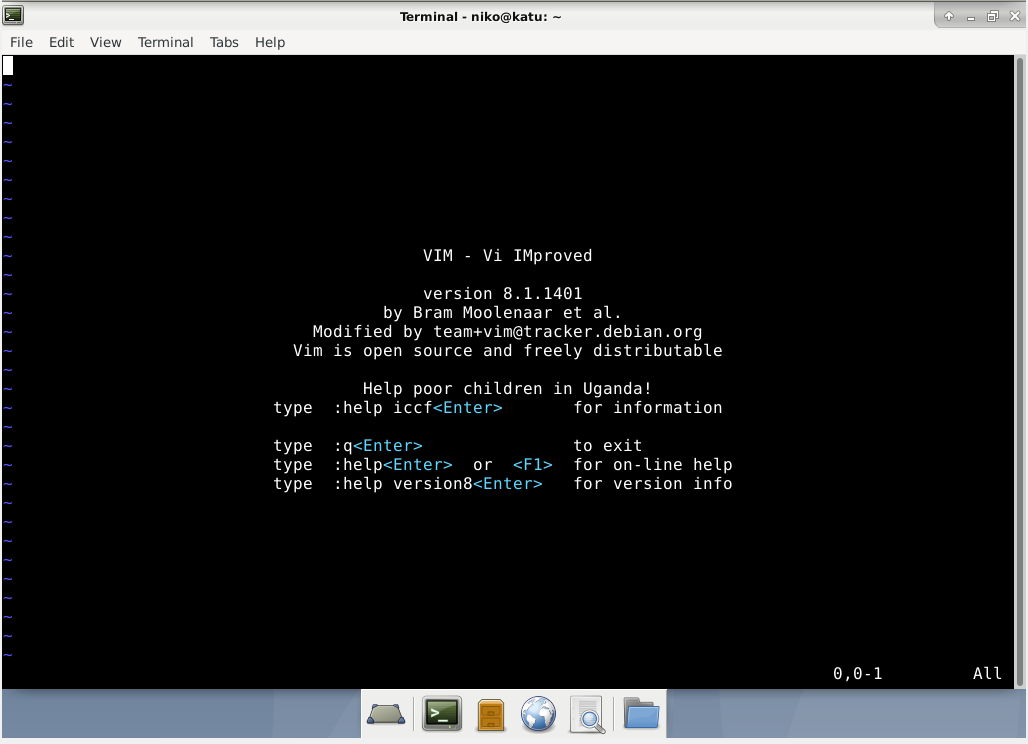 Terminal - niko@katu: ~
File Edit View Terminal Tabs Help
~
~
~
~
~
~
~
~
~
~ VIM - Vi IMproved
~
~ version 8.1.1401
~ by Bram Moolenaar et al.
~ Modified by team+vim@tracker.debian.org
~ Vim is open source and freely distributable
~
~ Help poor children in Uganda!
~ type :help iccf<Enter> for information
~
~ type :q<Enter> to exit
~ type :help<Enter> or <F1> for on-line help
~ type :help version8<Enter> for version info
~
~
~
~
~
~
~
~
~
0,0-1 All